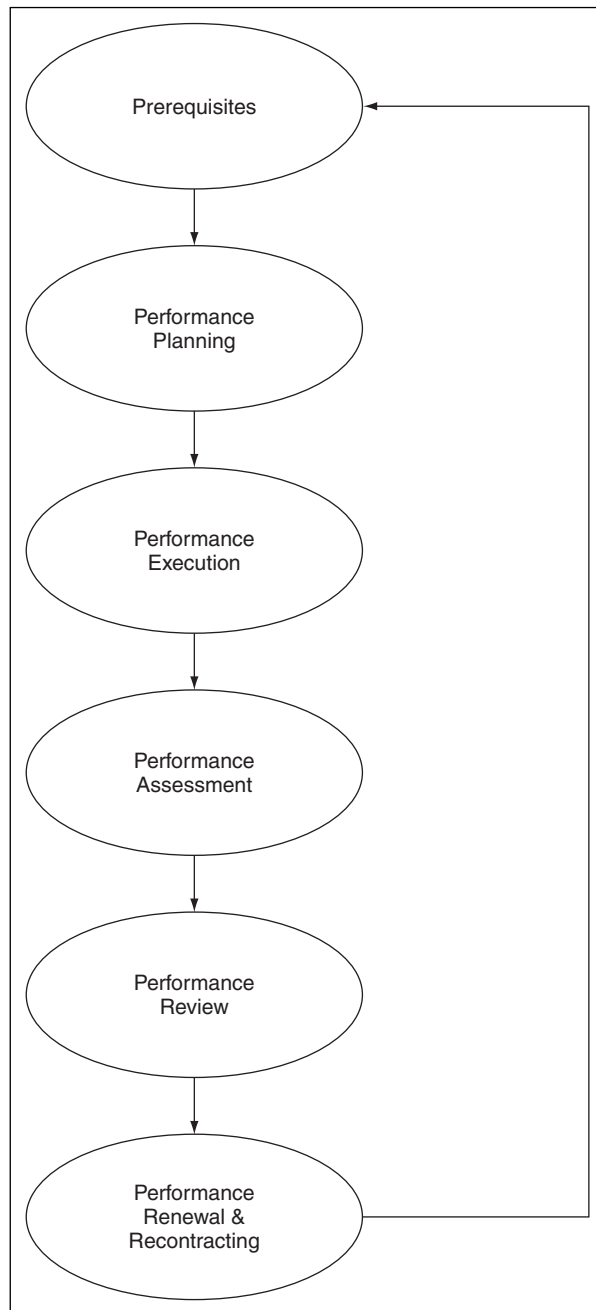 Prerequisites
Performance
Planning
Performance
Execution
Performance
Assessment
Performance
Review
Performance
Renewal &
Recontracting